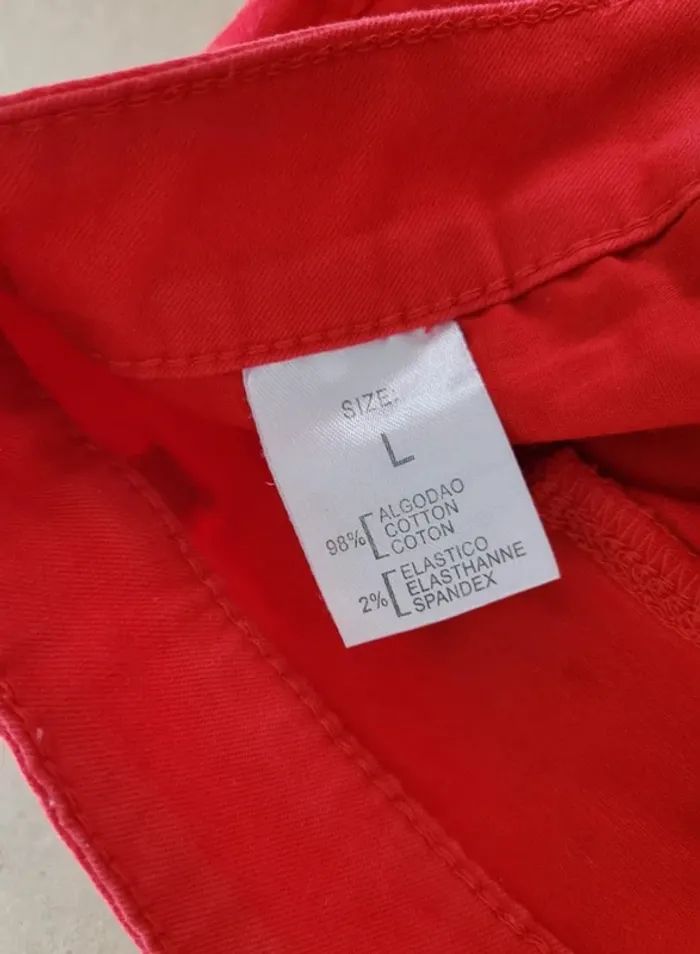 SIZE:
L
ALGODAO
98% COTTON
COTON
ELASTICO
ELASTHANNE
2% SPANDEX